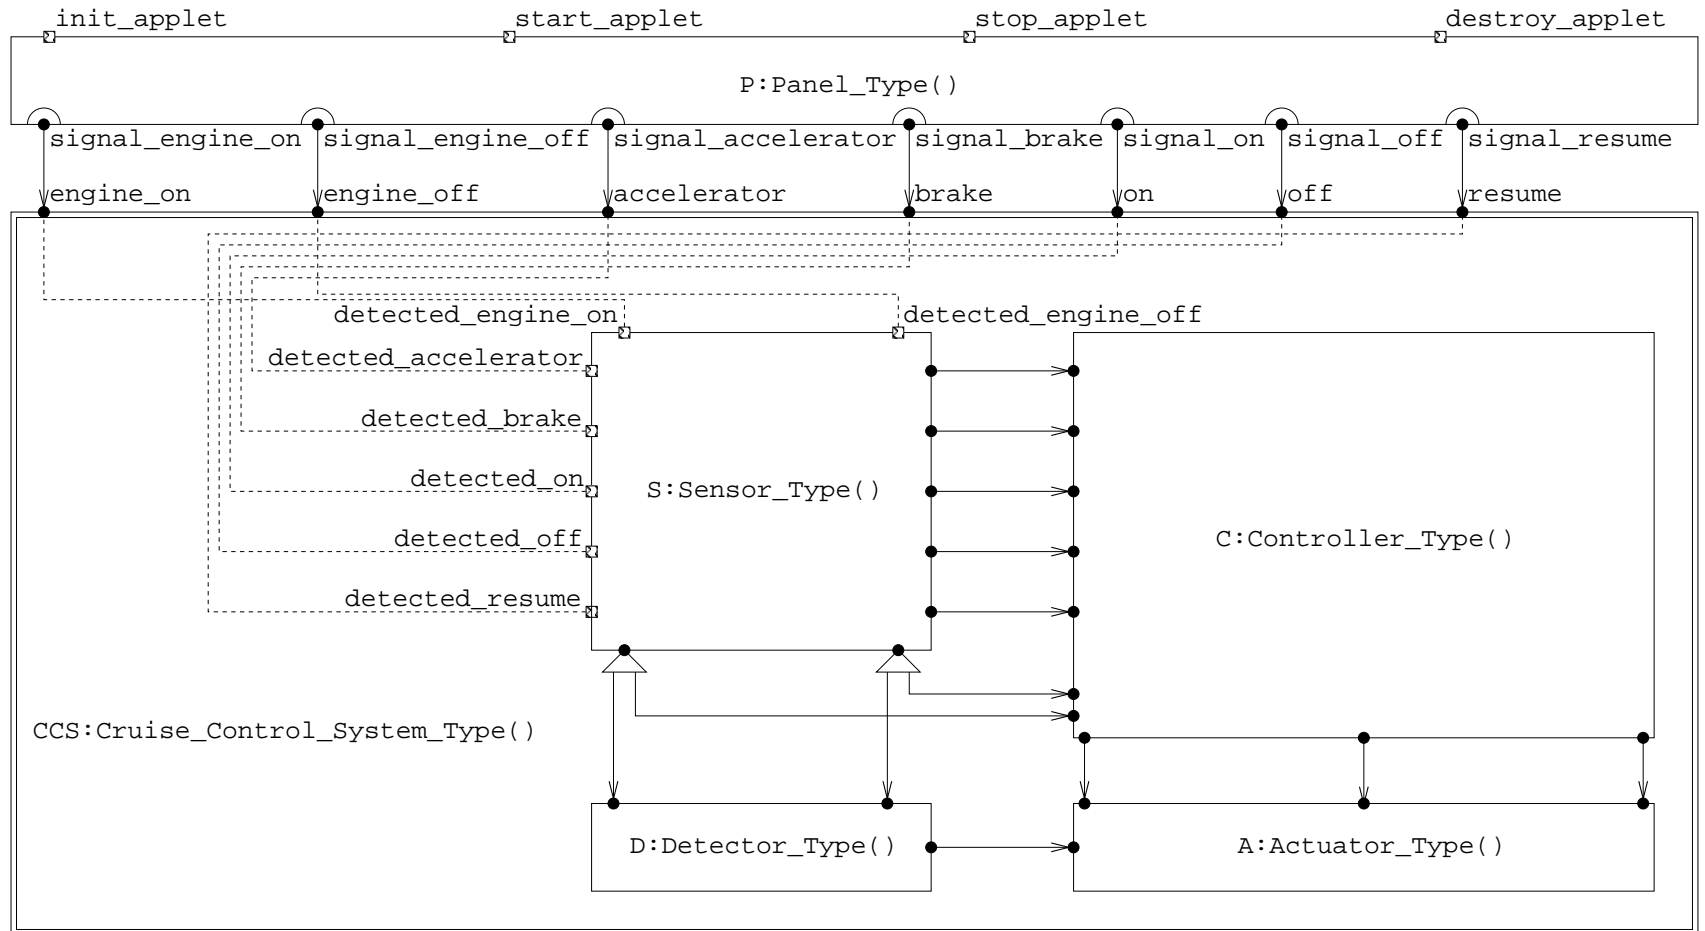 init_applet start_applet stop_applet destroy_applet
P:Panel_Type()
signal_engine_on signal_engine_off signal_accelerator signal_brake signal_on signal_off signal_resume
engine_on engine_off accelerator brake on off resume
detected_engine_on detected_engine_off
detected_accelerator
detected_brake
detected_on S:Sensor_Type()
detected_off C:Controller_Type()
detected_resume
CCS:Cruise_Control_System_Type()
D:Detector_Type() A:Actuator_Type()